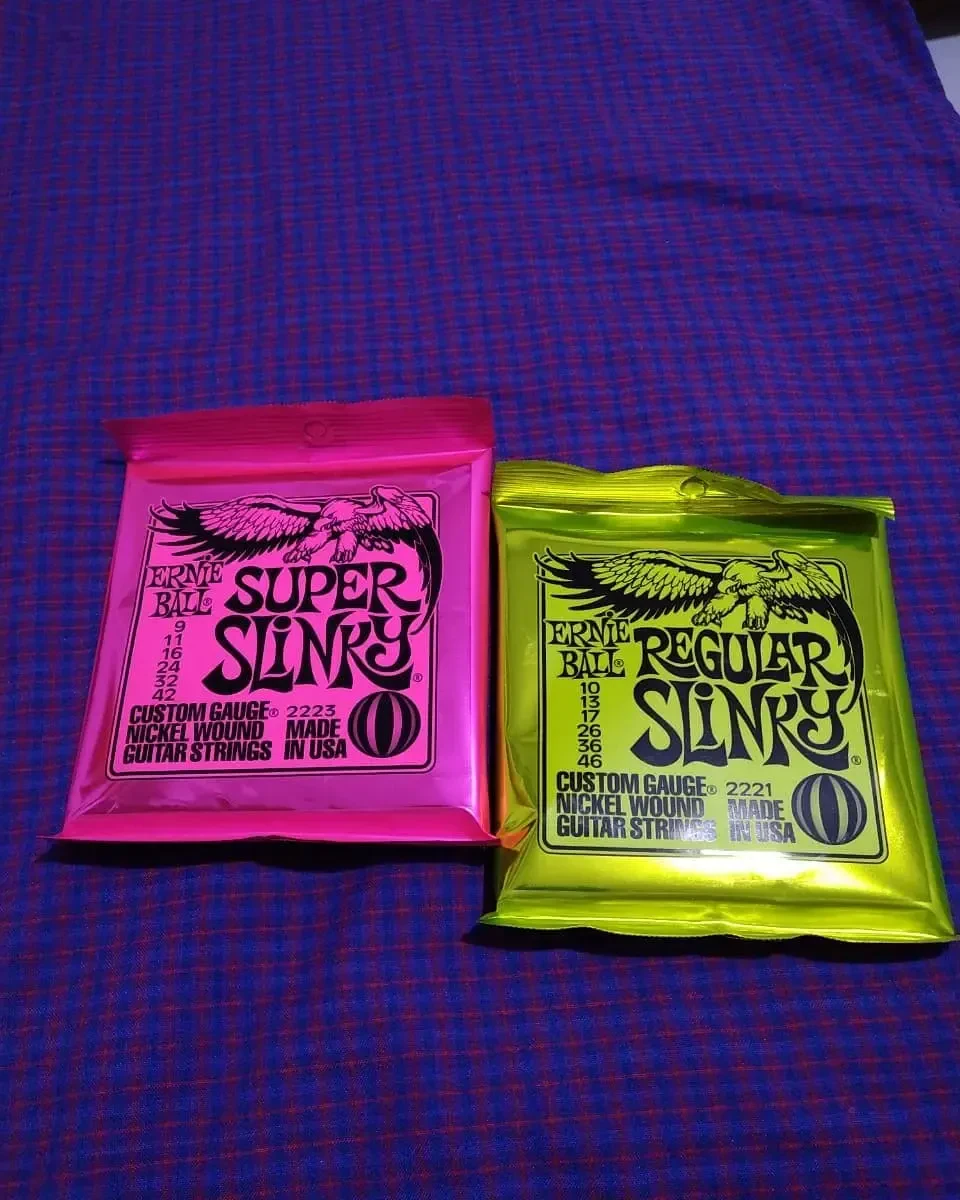 ERNiE
BALL®
SUPER
SLiNKY®
9
11
16
24
32
42
CUSTOM GAUGE® 2223
NICKEL WOUND MADE
GUITAR STRINGS IN USA
ERNiE
BALL®
REGULAR
SLiNKY®
10
13
17
26
36
46
CUSTOM GAUGE® 2221
NICKEL WOUND MADE
GUITAR STRINGS IN USA